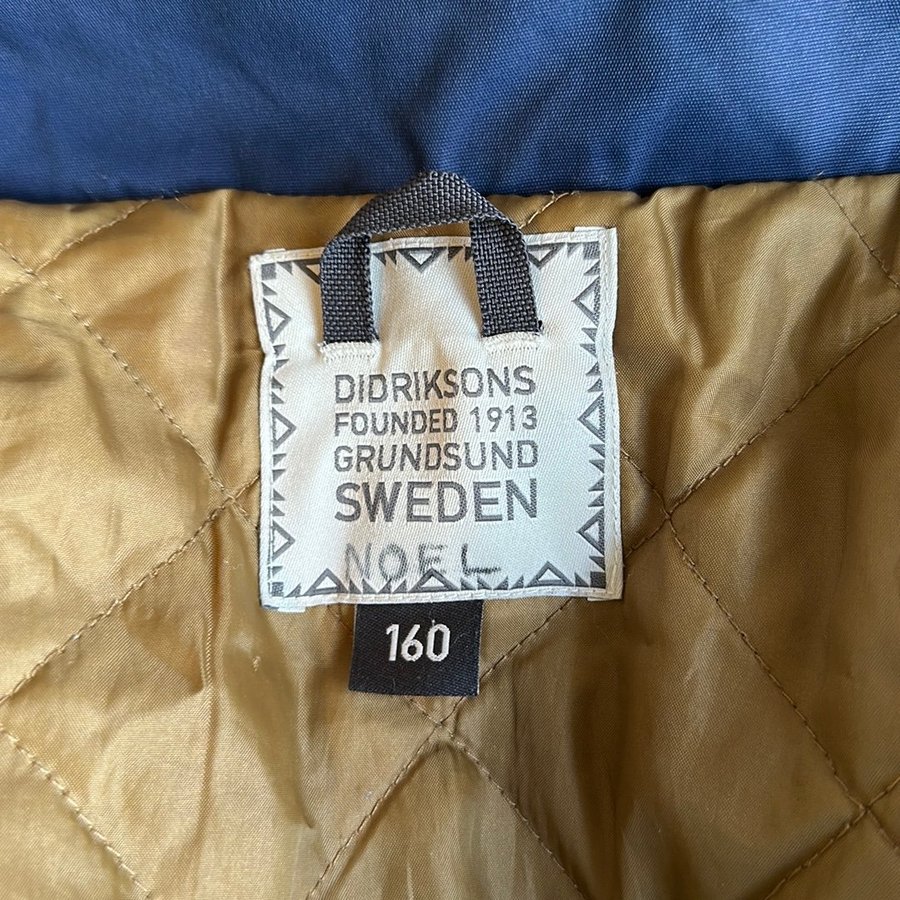 DIDRIKSONS
FOUNDED 1913
GRUNDSUND
SWEDEN
NOEL
160